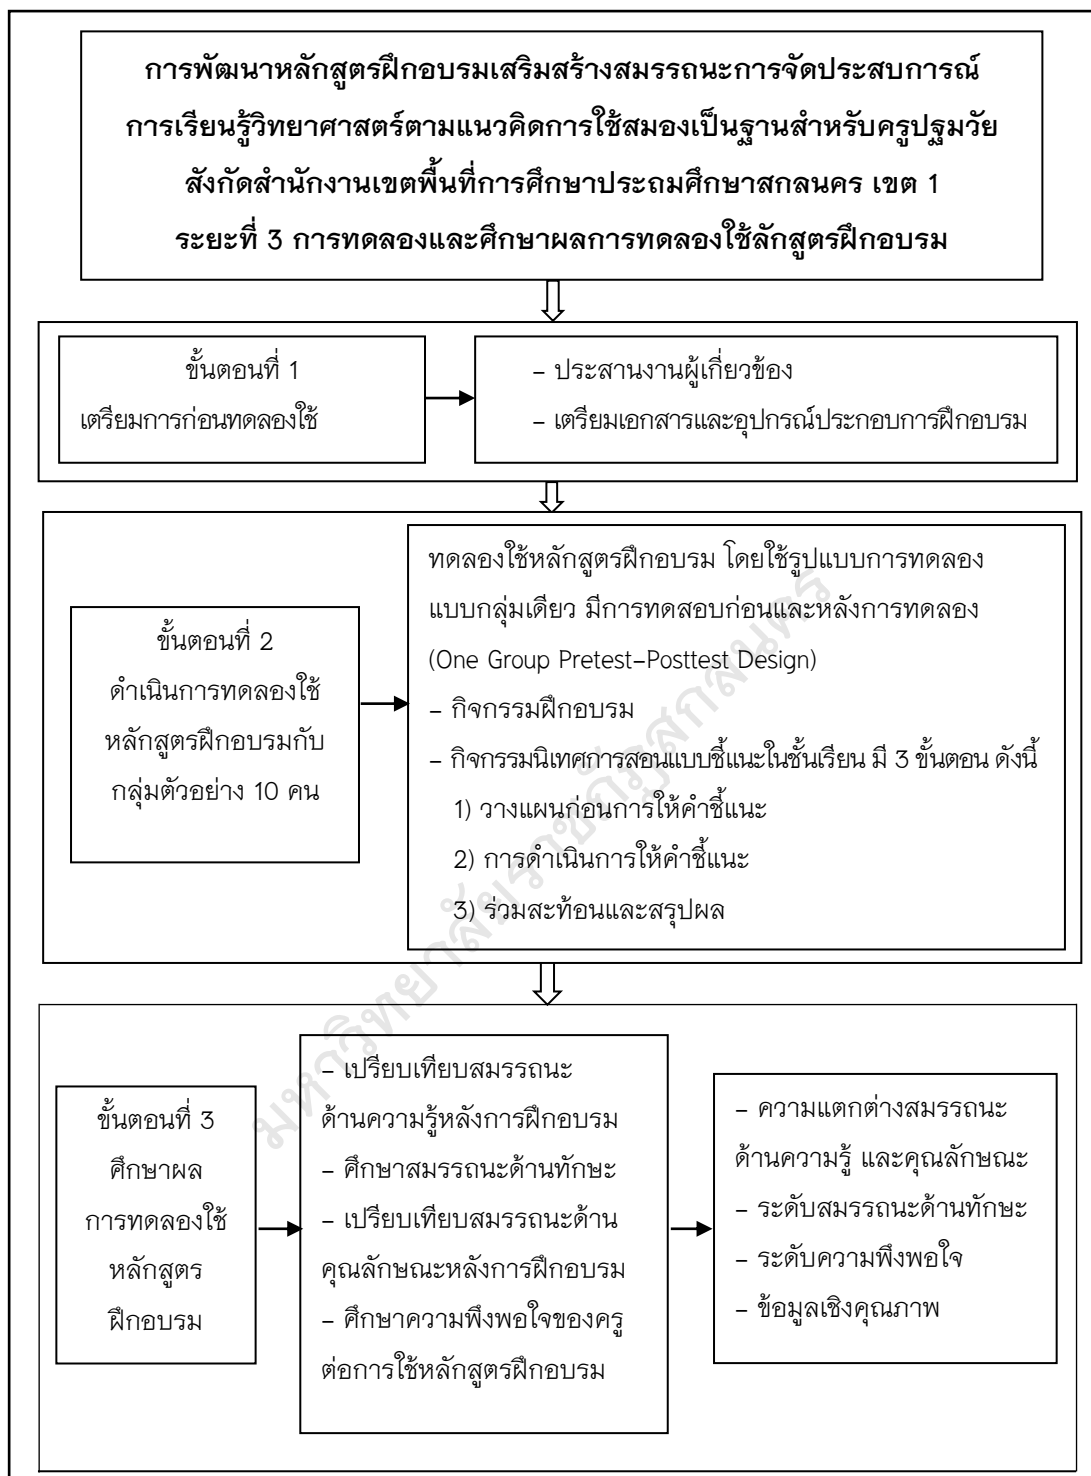 การพัฒนาหลักสูตรฝึกอบรมเสริมสร้างสมรรถนะการจัดประสบการณ์
การเรียนรู้วิทยาศาสตร์ตามแนวคิดการใช้สมองเป็นฐานสำหรับครูปฐมวัย
สังกัดสำนักงานเขตพื้นที่การศึกษาประถมศึกษาสกลนคร เขต 1
ระยะที่ 3 การทดลองและศึกษาผลการทดลองใช้ลักสูตรฝึกอบรม
ขั้นตอนที่ 1
เตรียมการก่อนทดลองใช้
– ประสานงานผู้เกี่ยวข้อง
– เตรียมเอกสารและอุปกรณ์ประกอบการฝึกอบรม
ขั้นตอนที่ 2
ดำเนินการทดลองใช้
หลักสูตรฝึกอบรมกับ
กลุ่มตัวอย่าง 10 คน
ทดลองใช้หลักสูตรฝึกอบรม โดยใช้รูปแบบการทดลอง
แบบกลุ่มเดียว มีการทดสอบก่อนและหลังการทดลอง
(One Group Pretest–Posttest Design)
– กิจกรรมฝึกอบรม
– กิจกรรมนิเทศการสอนแบบชี้แนะในชั้นเรียน มี 3 ขั้นตอน ดังนี้
1) วางแผนก่อนการให้คำชี้แนะ
2) การดำเนินการให้คำชี้แนะ
3) ร่วมสะท้อนและสรุปผล
ขั้นตอนที่ 3
ศึกษาผล
การทดลองใช้
หลักสูตร
ฝึกอบรม
– เปรียบเทียบสมรรถนะ
ด้านความรู้หลังการฝึกอบรม
– ศึกษาสมรรถนะด้านทักษะ
– เปรียบเทียบสมรรถนะด้าน
คุณลักษณะหลังการฝึกอบรม
– ศึกษาความพึงพอใจของครู
ต่อการใช้หลักสูตรฝึกอบรม
– ความแตกต่างสมรรถนะ
ด้านความรู้ และคุณลักษณะ
– ระดับสมรรถนะด้านทักษะ
– ระดับความพึงพอใจ
– ข้อมูลเชิงคุณภาพ
มหาวิทยาลัยราชภัฏสกลนคร